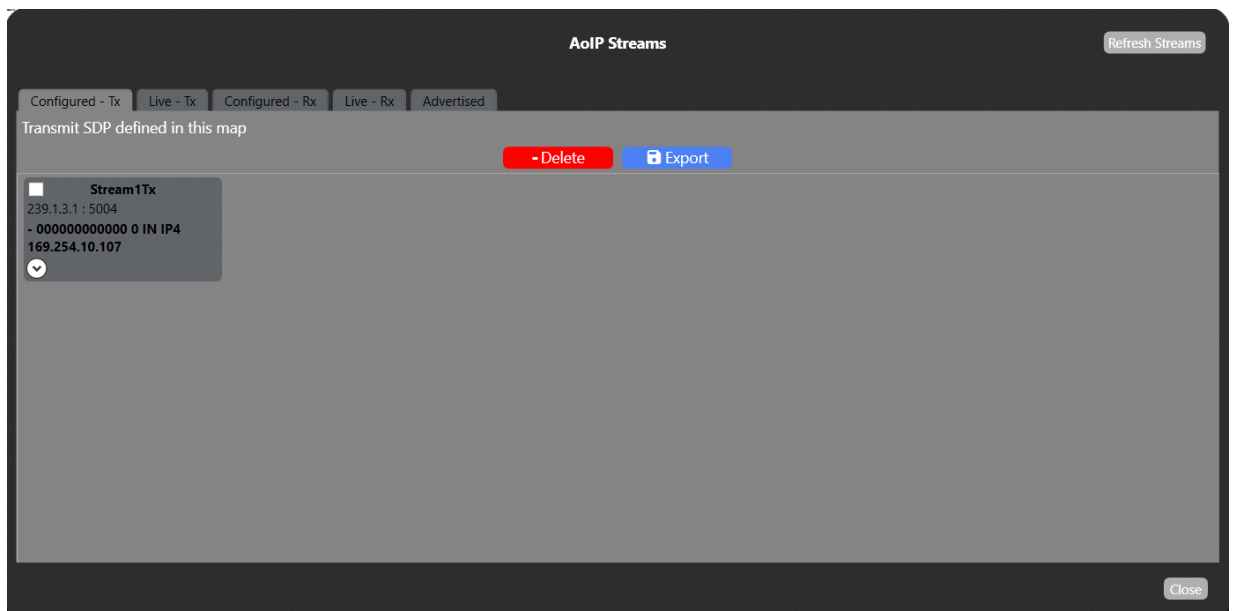 AoIP Streams
Refresh Streams
Configured - Tx
Live - Tx
Configured - Rx
Live - Rx
Advertised
Transmit SDP defined in this map
- Delete
Export
Stream1Tx
239.1.3.1 : 5004
- 000000000000 0 IN IP4
169.254.10.107
Close